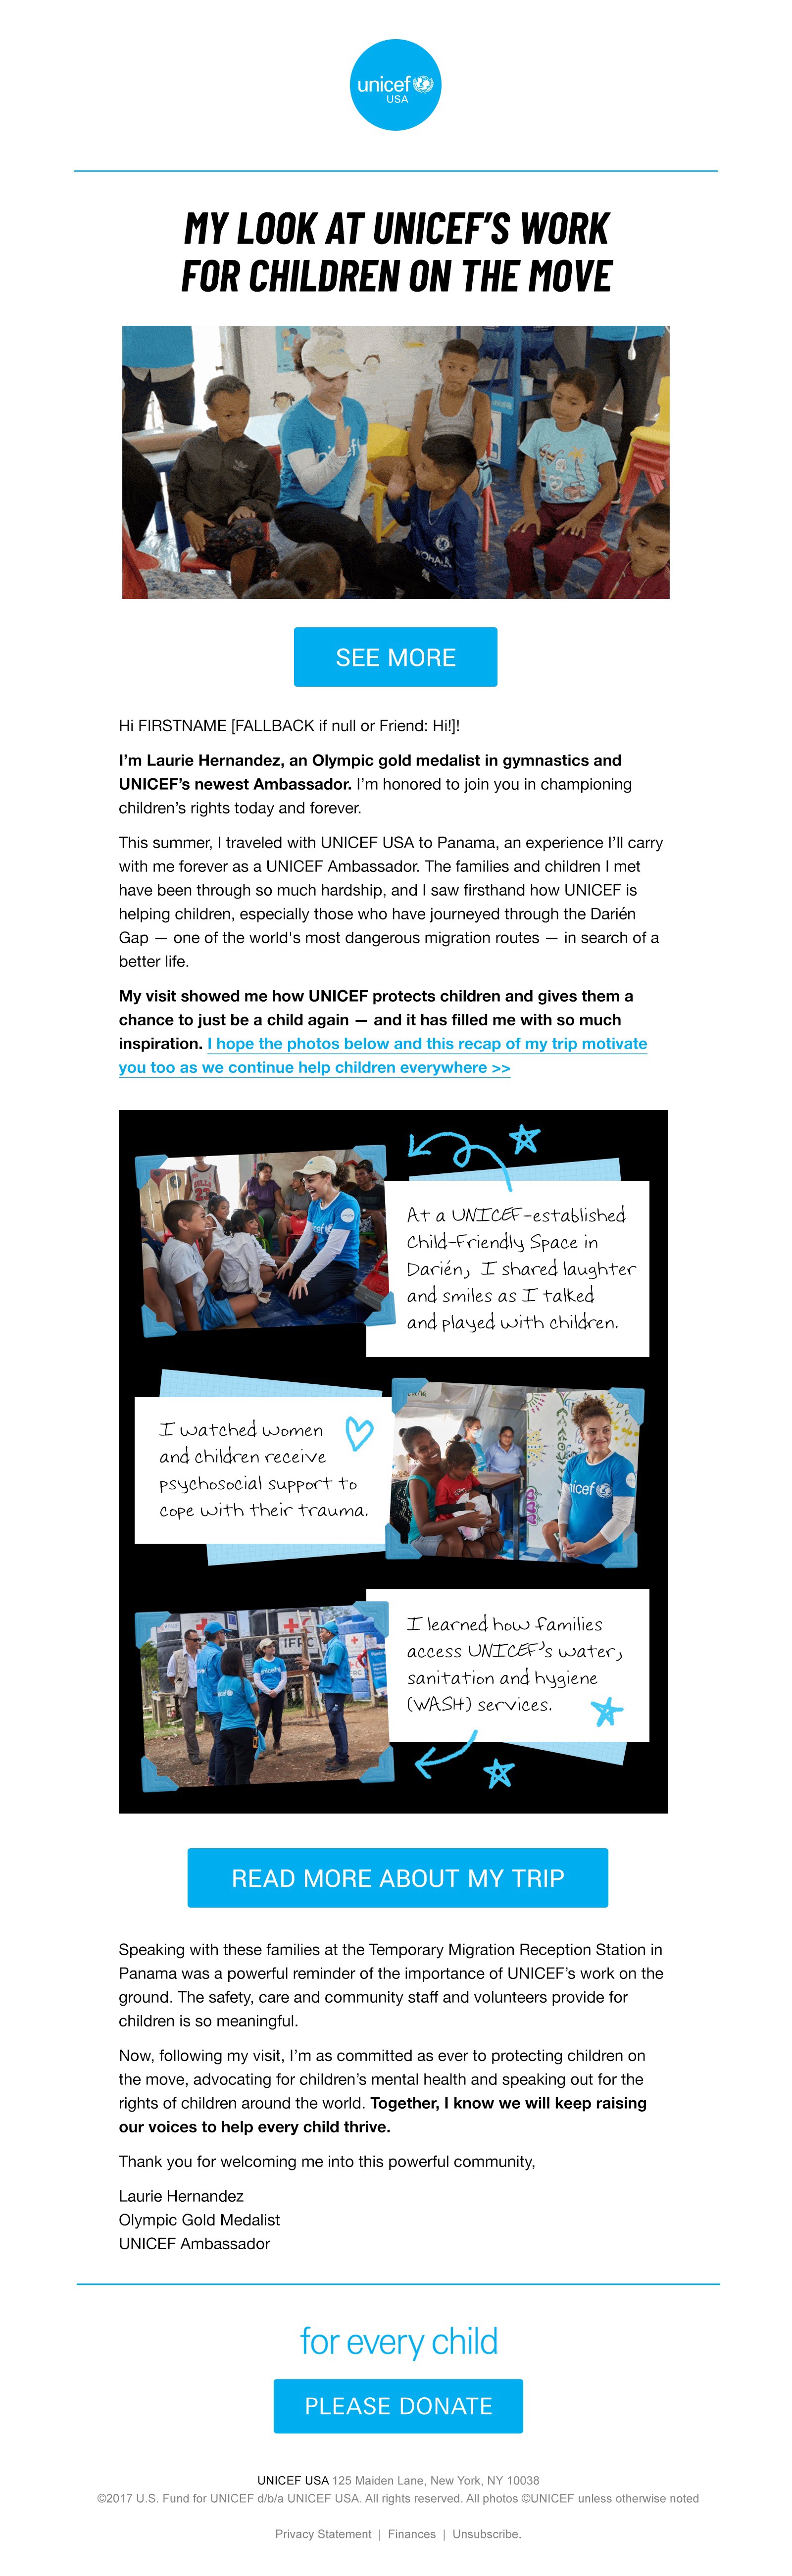 unicef
USA
MY LOOK AT UNICEF’S WORK
FOR CHILDREN ON THE MOVE
unicef
SEE MORE
Hi FIRSTNAME [FALLBACK if null or Friend: Hi!]!
I’m Laurie Hernandez, an Olympic gold medalist in gymnastics and
UNICEF’s newest Ambassador. I’m honored to join you in championing
children’s rights today and forever.
This summer, I traveled with UNICEF USA to Panama, an experience I’ll carry
with me forever as a UNICEF Ambassador. The families and children I met
have been through so much hardship, and I saw firsthand how UNICEF is
helping children, especially those who have journeyed through the Darién
Gap — one of the world's most dangerous migration routes — in search of a
better life.
My visit showed me how UNICEF protects children and gives them a
chance to just be a child again — and it has filled me with so much
inspiration. I hope the photos below and this recap of my trip motivate
you too as we continue help children everywhere >>
23
unicef
At a UNICEF-established
Child-Friendly Space in
Darién, I shared laughter
and smiles as I talked
and played with children.
I watched women
and children receive
psychosocial support to
cope with their trauma.
unicef
IFRC
unicef
unicef
I learned how families
access UNICEF’s water,
sanitation and hygiene
(WASH) services.
READ MORE ABOUT MY TRIP
Speaking with these families at the Temporary Migration Reception Station in
Panama was a powerful reminder of the importance of UNICEF’s work on the
ground. The safety, care and community staff and volunteers provide for
children is so meaningful.
Now, following my visit, I’m as committed as ever to protecting children on
the move, advocating for children’s mental health and speaking out for the
rights of children around the world. Together, I know we will keep raising
our voices to help every child thrive.
Thank you for welcoming me into this powerful community,
Laurie Hernandez
Olympic Gold Medalist
UNICEF Ambassador
for every child
PLEASE DONATE
UNICEF USA 125 Maiden Lane, New York, NY 10038
©2017 U.S. Fund for UNICEF d/b/a UNICEF USA. All rights reserved. All photos ©UNICEF unless otherwise noted
Privacy Statement | Finances | Unsubscribe.